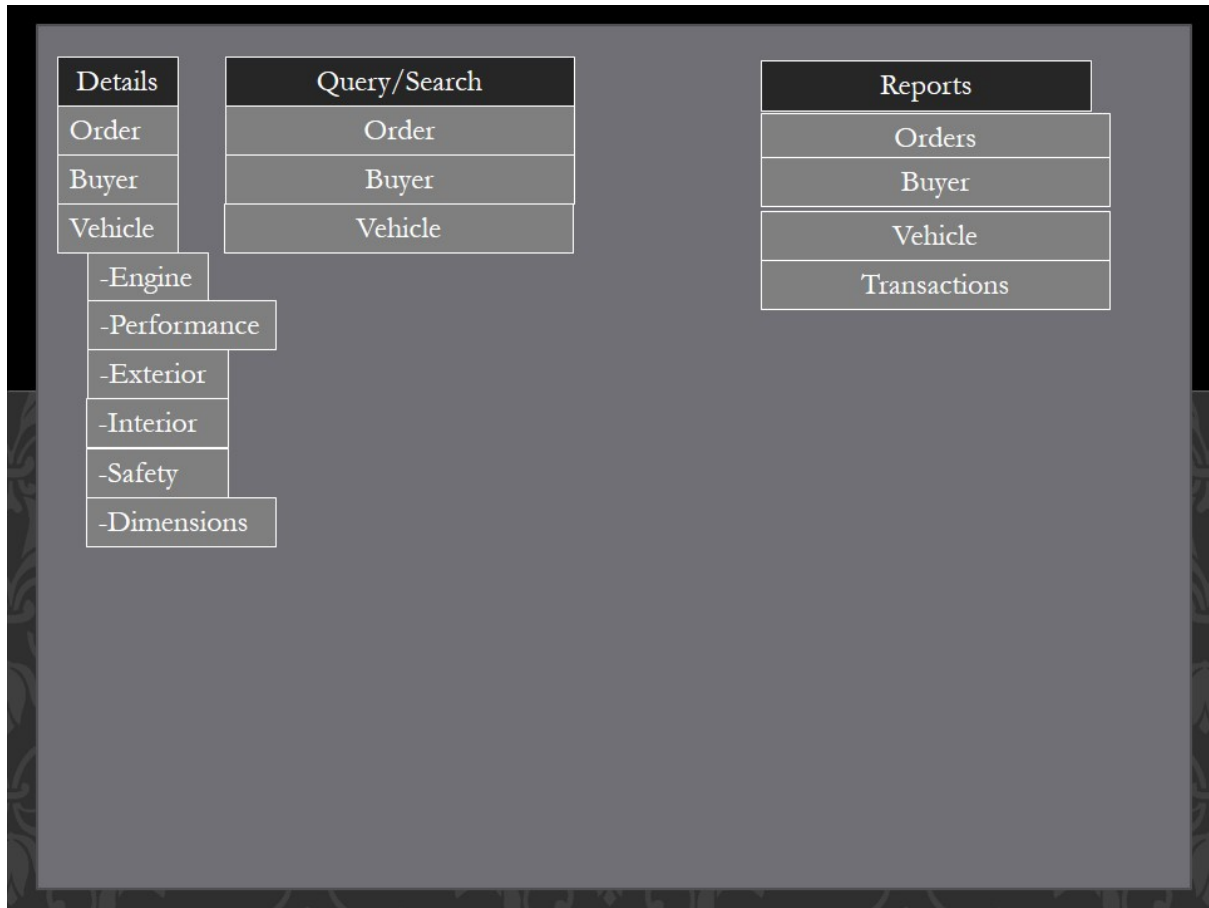 Details
Order
Buyer
Vehicle
-Engine
-Performance
-Exterior
-Interior
-Safety
-Dimensions
Query/Search
Order
Buyer
Vehicle
Reports
Orders
Buyer
Vehicle
Transactions